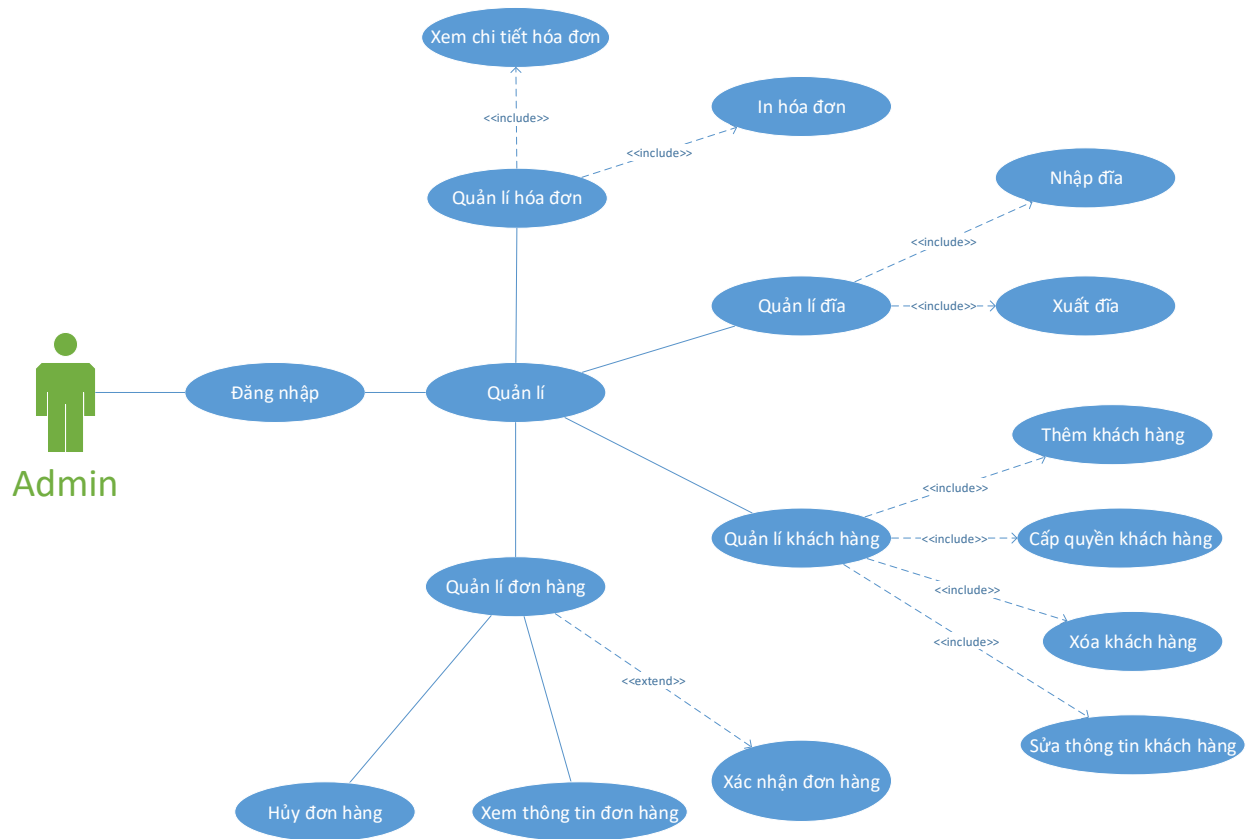 Xem chi tiết hóa đơn
In hóa đơn
<<include>>
<<include>>
Nhập đĩa
Quản lí hóa đơn
<<include>>
Quản lí đĩa
<<include>>
Xuất đĩa
Đăng nhập
Quản lí
Thêm khách hàng
Admin
<<include>>
Quản lí khách hàng
<<include>>
Cấp quyền khách hàng
Quản lí đơn hàng
<<include>>
<<include>>
Xóa khách hàng
<<extend>>
Sửa thông tin khách hàng
Xác nhận đơn hàng
Hủy đơn hàng
Xem thông tin đơn hàng